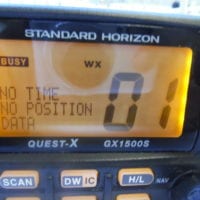 STANDARD HORIZON
BUSY
WX
01
NO TIME
NO POSITION
DATA
QUEST-X GX1500S
SCAN DW IC H/L /NAV